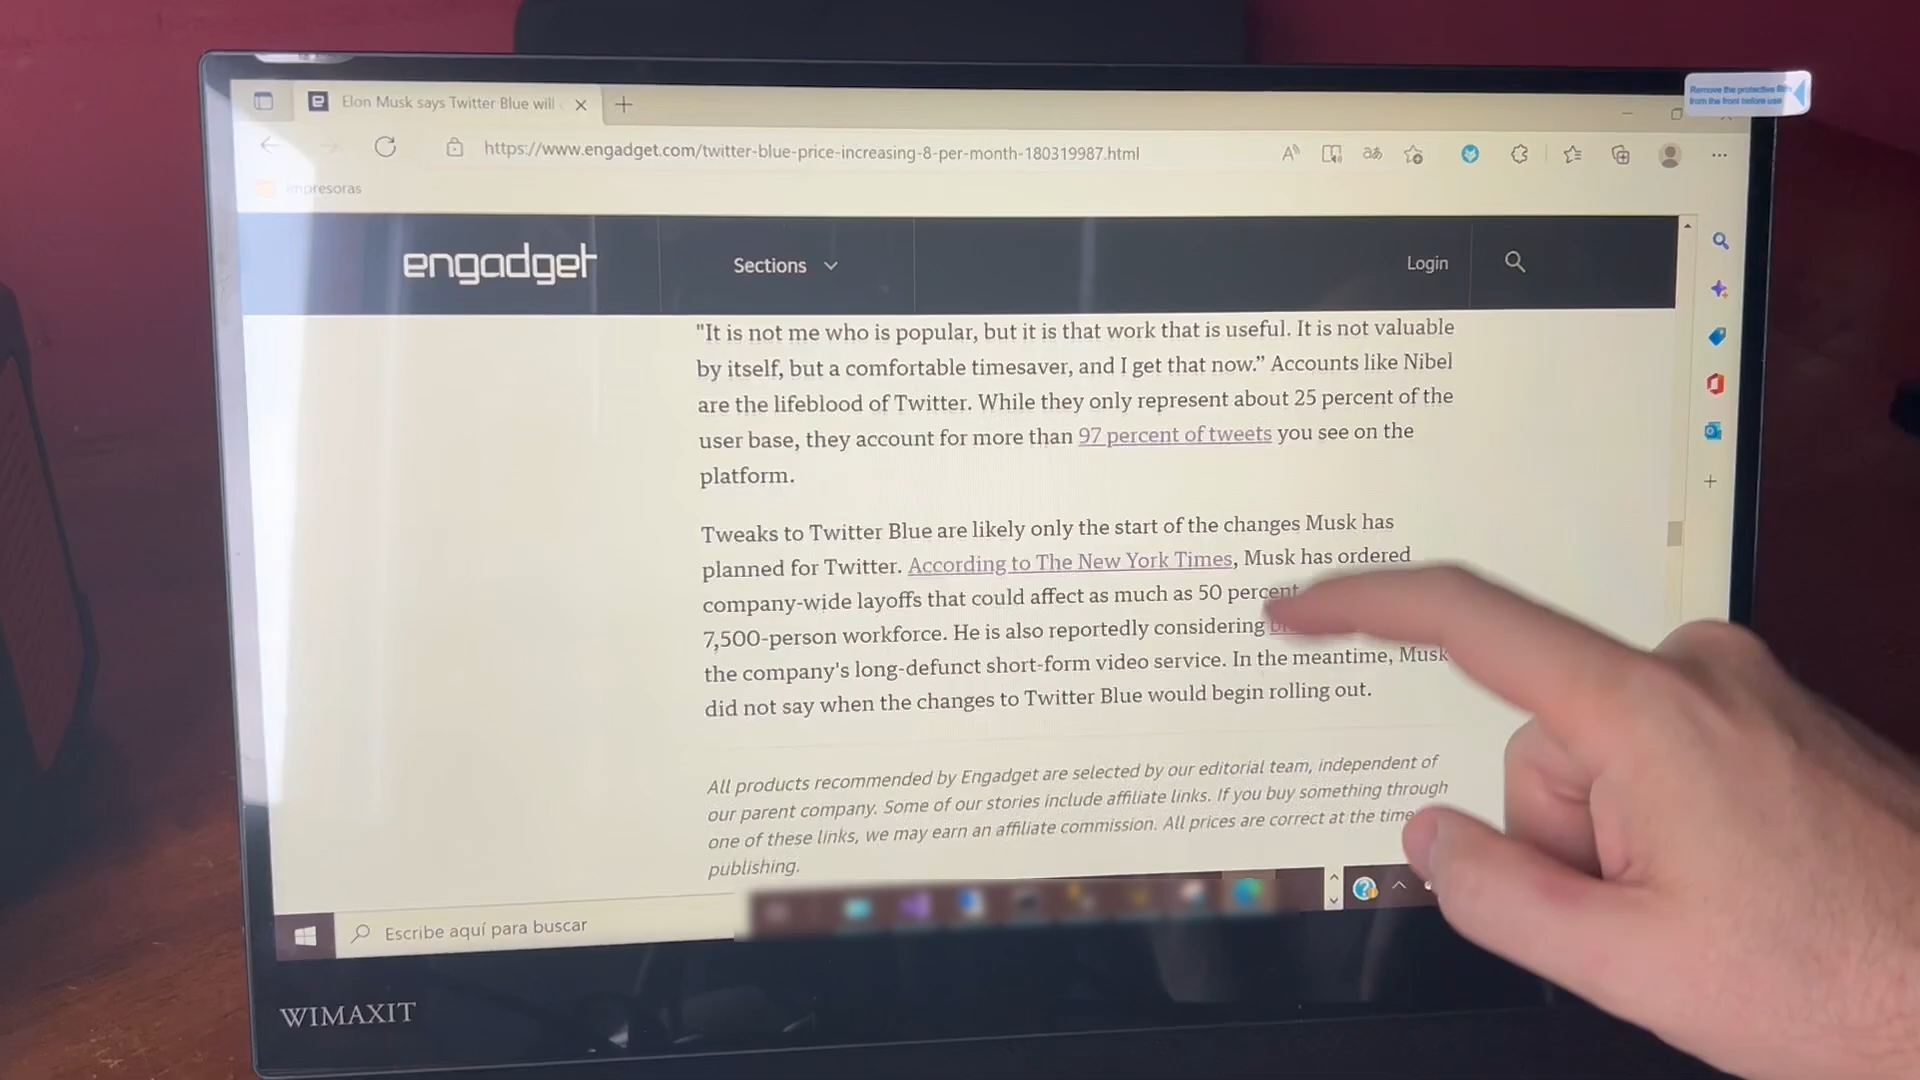 Remove the protective film
from the front before use
Elon Musk says Twitter Blue will
https://www.engadget.com/twitter-blue-price-increasing-8-per-month-180319987.html
impresoras
engadget
Sections
Login
"It is not me who is popular, but it is that work that is useful. It is not valuable
by itself, but a comfortable timesaver, and I get that now.” Accounts like Nibel
are the lifeblood of Twitter. While they only represent about 25 percent of the
user base, they account for more than 97 percent of tweets you see on the
platform.
Tweaks to Twitter Blue are likely only the start of the changes Musk has
planned for Twitter. According to The New York Times, Musk has ordered
company-wide layoffs that could affect as much as 50 percent
7,500-person workforce. He is also reportedly considering
the company's long-defunct short-form video service. In the meantime, Musk
did not say when the changes to Twitter Blue would begin rolling out.
All products recommended by Engadget are selected by our editorial team, independent of
our parent company. Some of our stories include affiliate links. If you buy something through
one of these links, we may earn an affiliate commission. All prices are correct at the time
publishing.
Escribe aquí para buscar
WIMAXIT